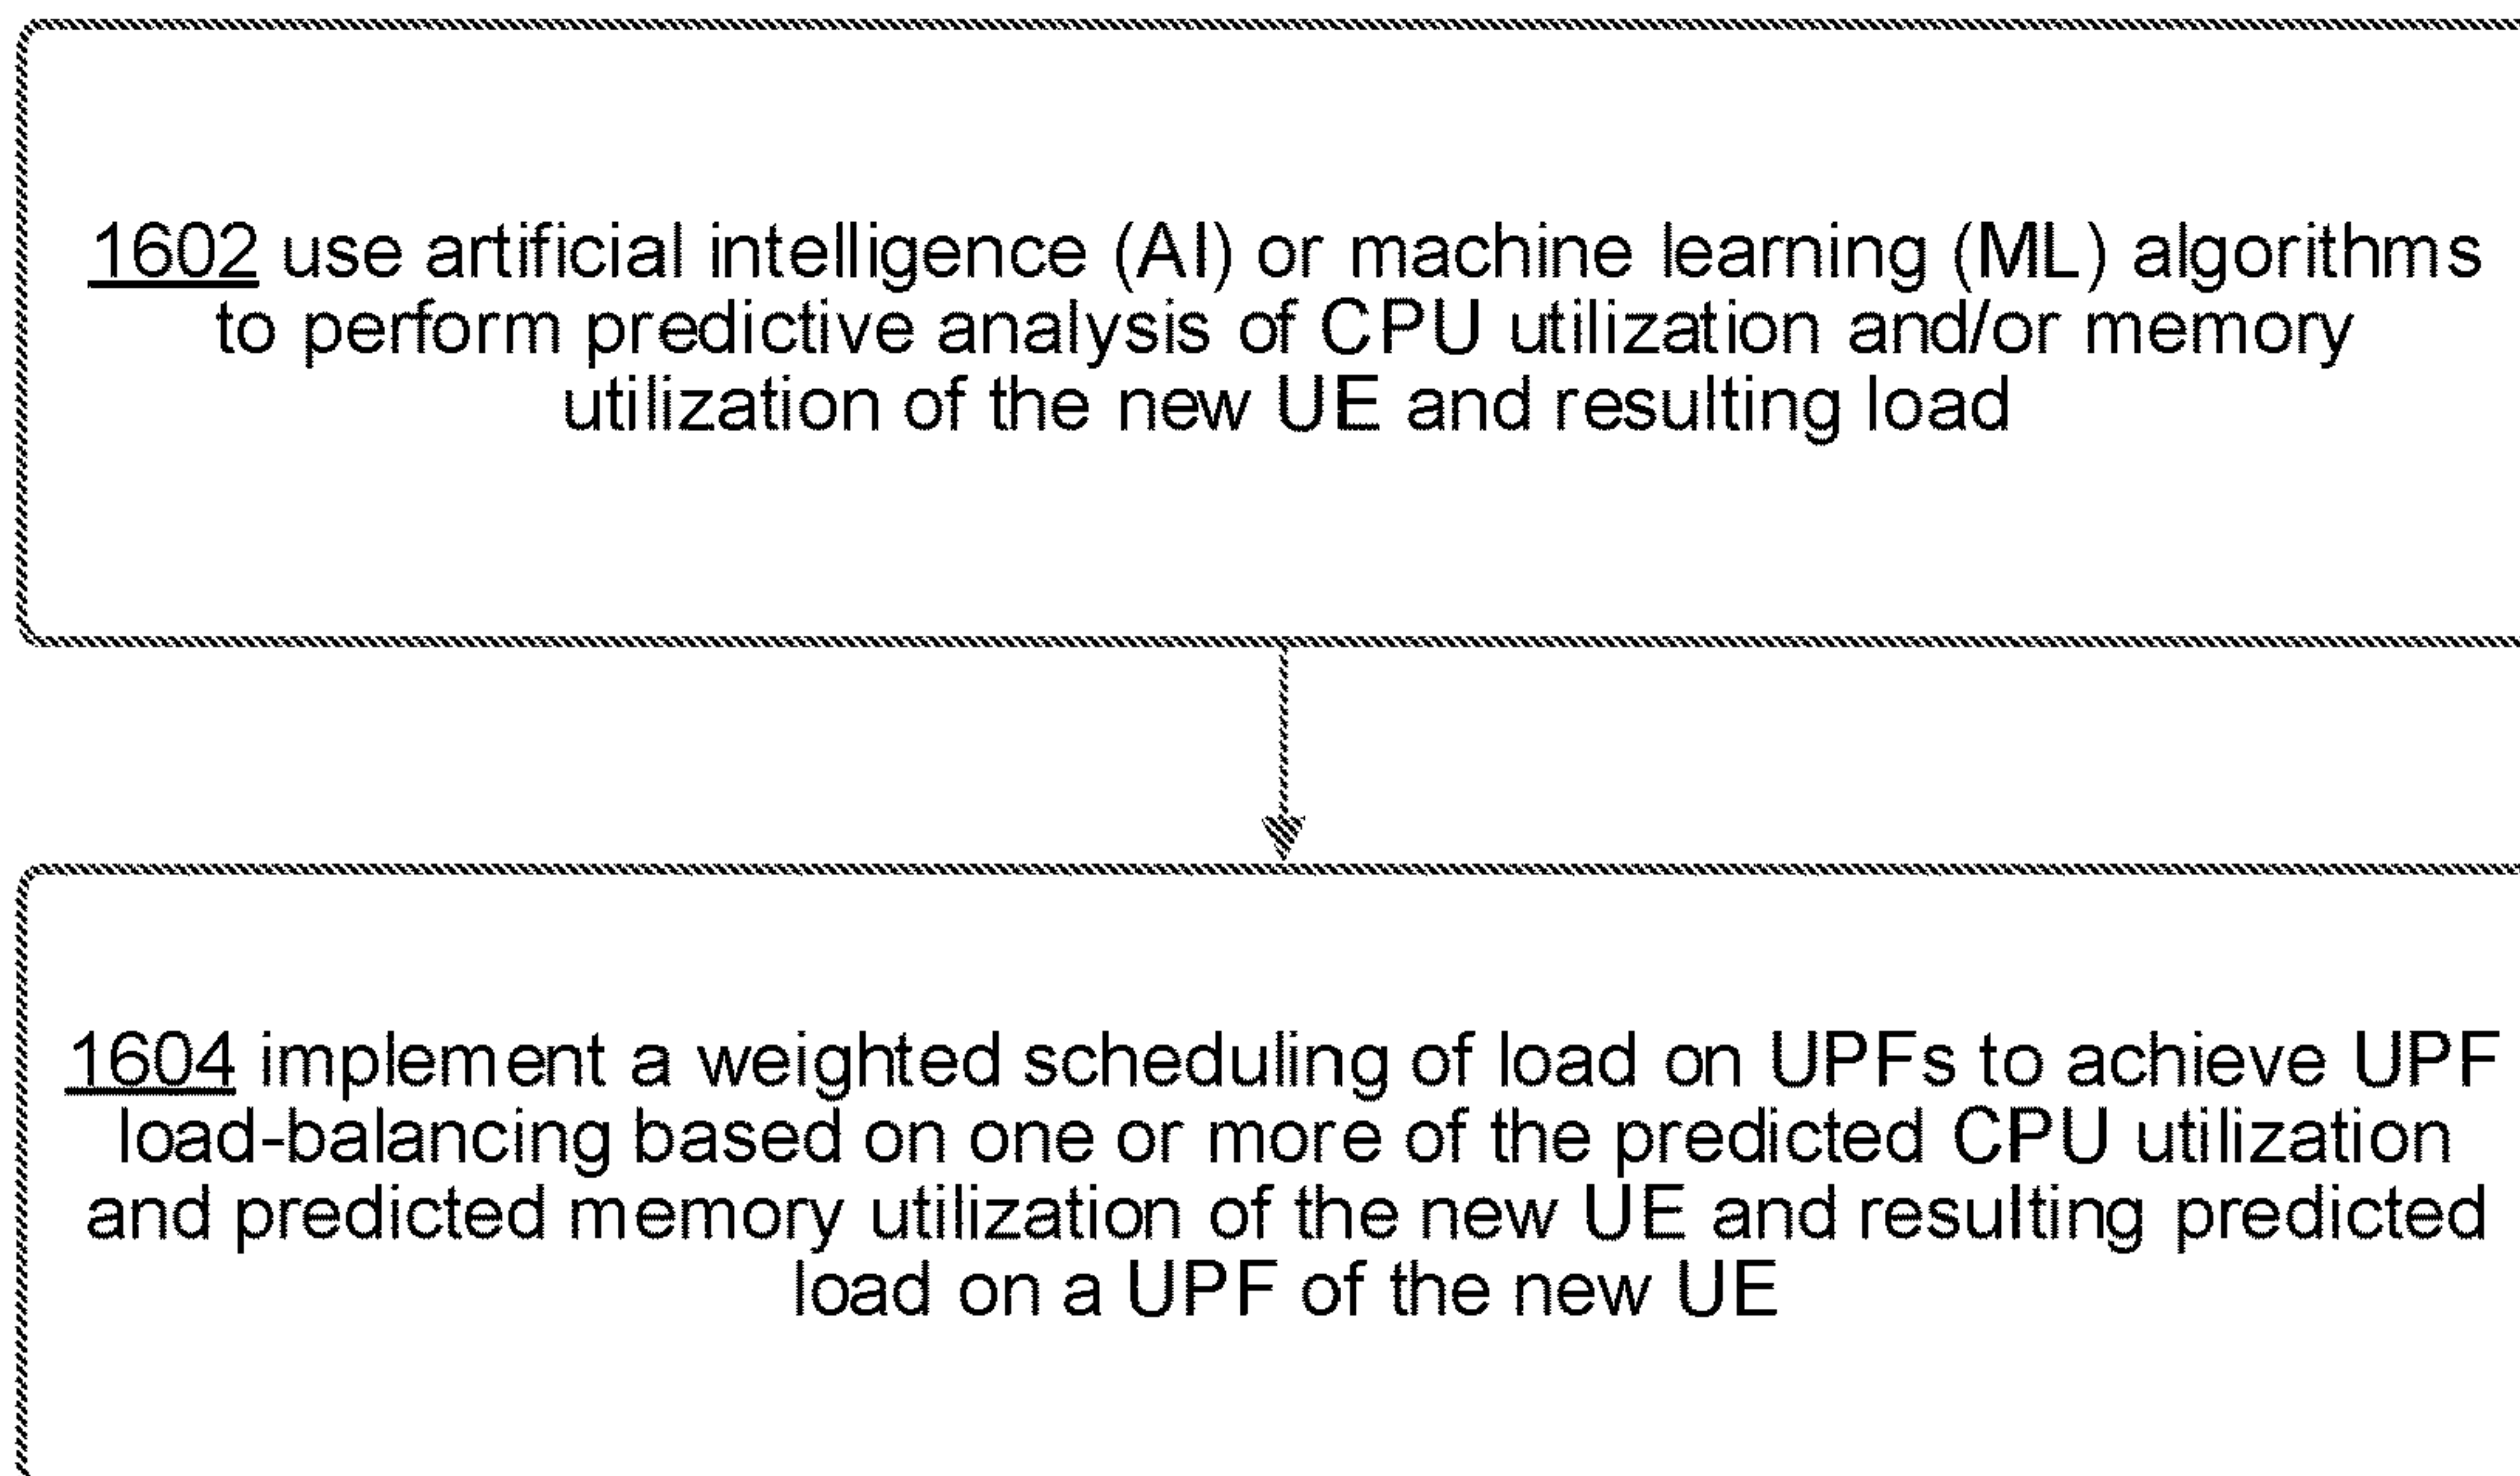 1602 use artificial intelligence (AI) or machine learning (ML) algorithms
to perform predictive analysis of CPU utilization and/or memory
utilization of the new UE and resulting load
1604 implement a weighted scheduling of load on UPFs to achieve UPF
load-balancing based on one or more of the predicted CPU utilization
and predicted memory utilization of the new UE and resulting predicted
load on a UPF of the new UE